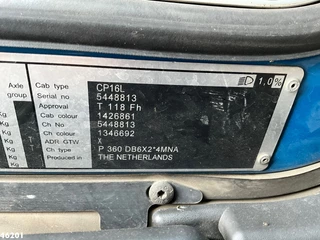 Axle group
Cab type CP16L
Serial no 5448813
Approval T 118 Fh
Cab colour 1426861
Ch No 5448813
Ch colour 1346692
ADR GTW X
Ch type P 360 DB6X2*4MNA
Produced in THE NETHERLANDS
Kg
Kg
Kg
Kg
Kg
Kg
1,0%
46201